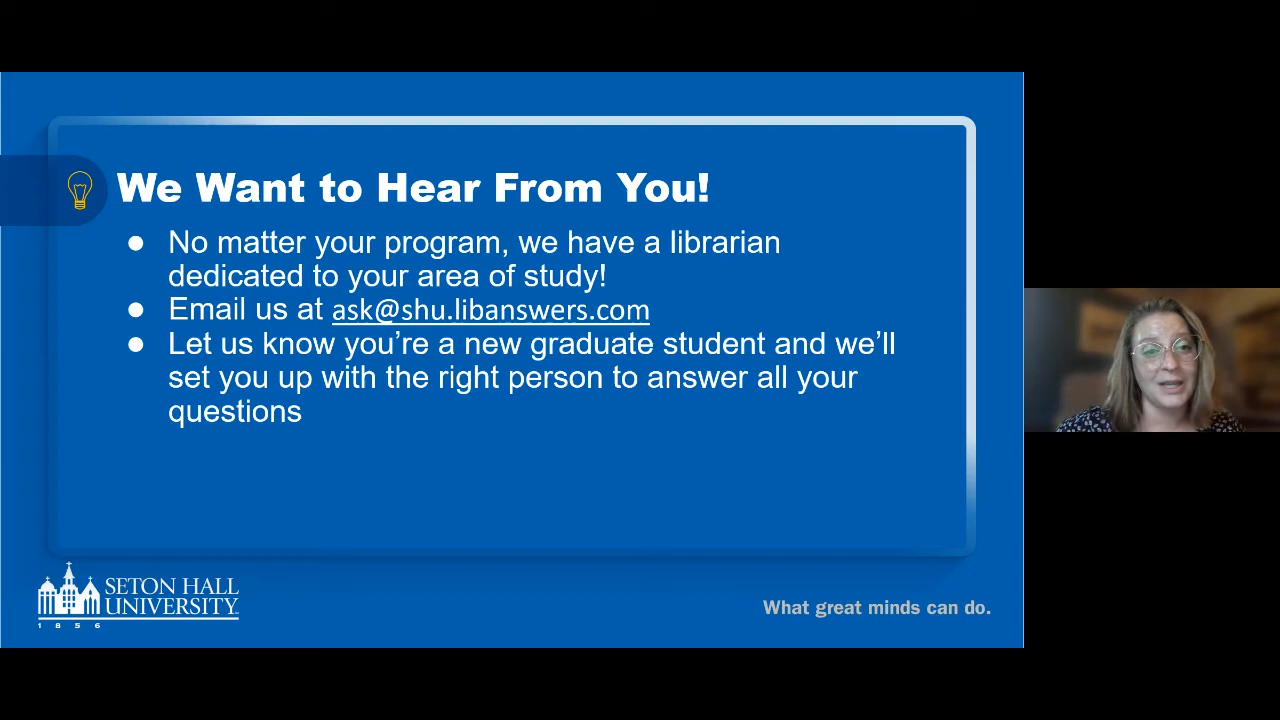 We Want to Hear From You!
● No matter your program, we have a librarian
dedicated to your area of study!
● Email us at ask@shu.libanswers.com
● Let us know you’re a new graduate student and we’ll
set you up with the right person to answer all your
questions
SETON HALL
UNIVERSITY
1 8 5 6
What great minds can do.